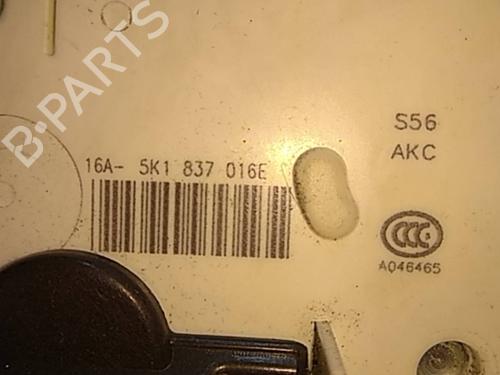 B-PARTS
S56
AKC
16A- 5K1 837 016E
CCC
A046465